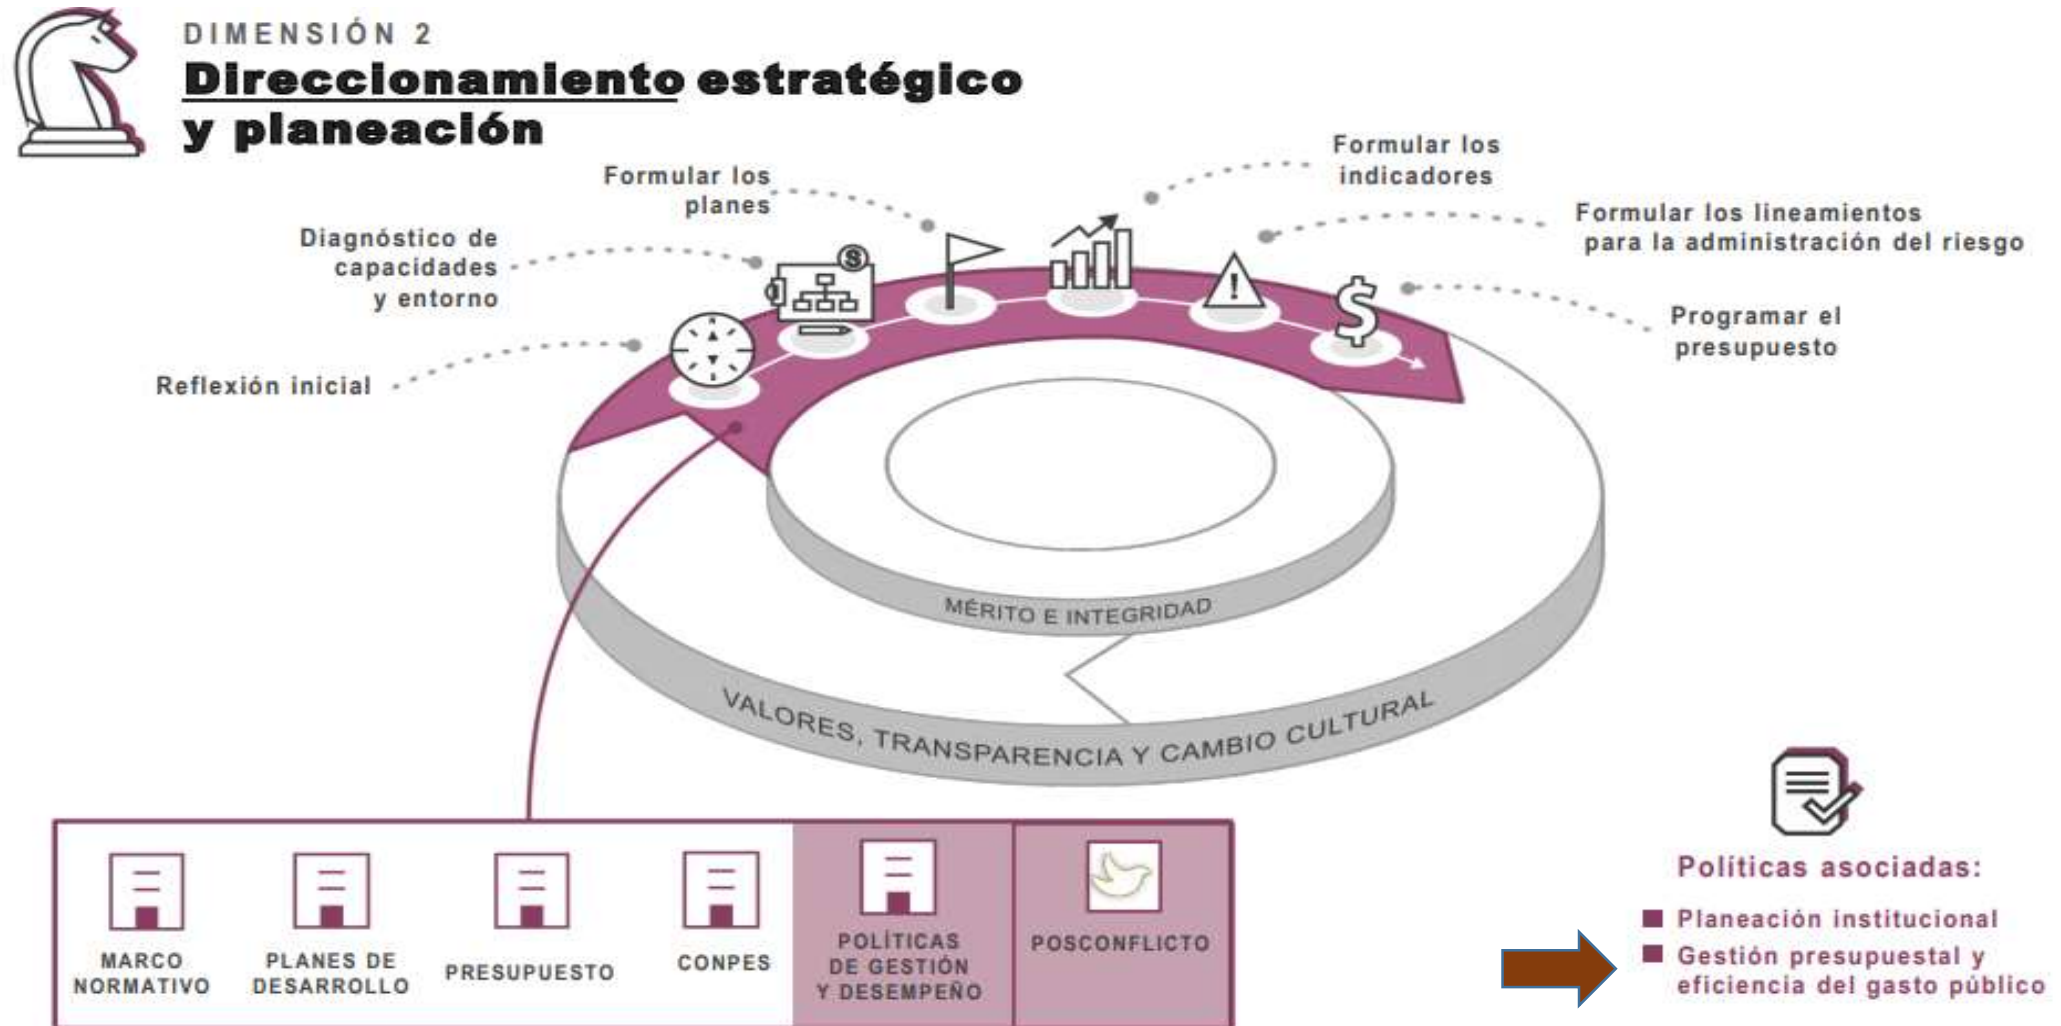 DIMENSIÓN 2
Direccionamiento estratégico
y planeación
Formular los
planes
Formular los
indicadores
Diagnóstico de
capacidades
y entorno
Formular los lineamientos
para la administración del riesgo
Reflexión inicial
Programar el
presupuesto
$
!
$
MÉRITO E INTEGRIDAD
VALORES, TRANSPARENCIA Y CAMBIO CULTURAL
MARCO
NORMATIVO
PLANES DE
DESARROLLO
PRESUPUESTO
CONPES
POLÍTICAS
DE GESTIÓN
Y DESEMPEÑO
POSCONFLICTO
Políticas asociadas:
Planeación institucional
Gestión presupuestal y
eficiencia del gasto público